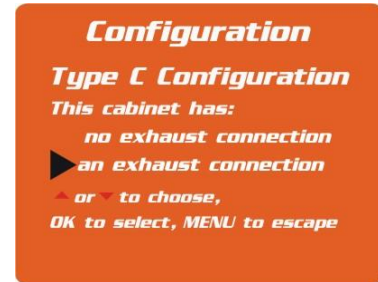 Configuration
Type C Configuration
This cabinet has:
no exhaust connection
an exhaust connection
▲ or ▼ to choose,
OK to select, MENU to escape